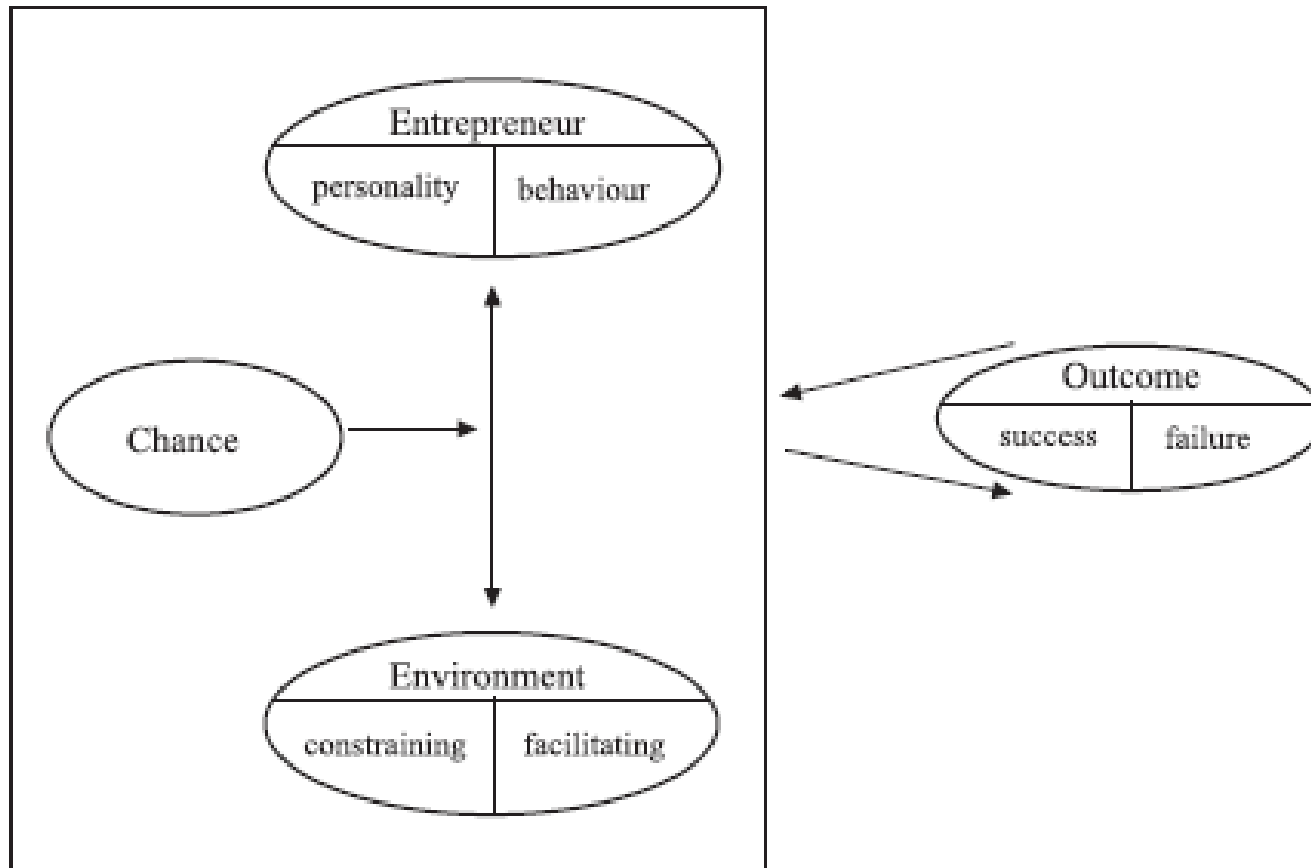 Entrepreneur
personality behaviour
Chance
Outcome
success failure
Environment
constraining facilitating